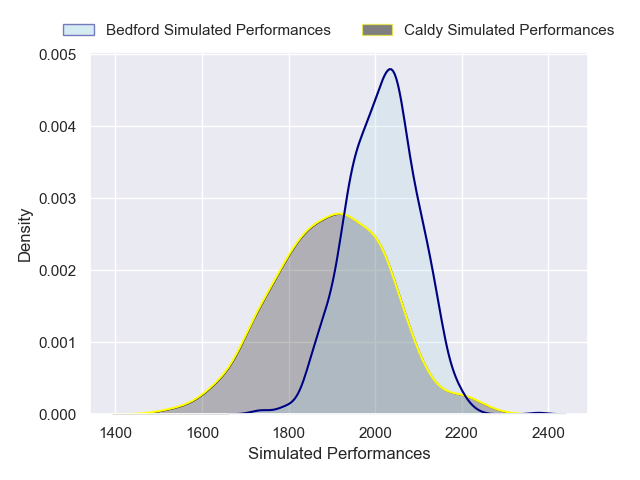 Bedford Simulated Performances Caldy Simulated Performances
0.005
0.004
0.003
0.002
0.001
0.000
Density
1400 1600 1800 2000 2200 2400
Simulated Performances